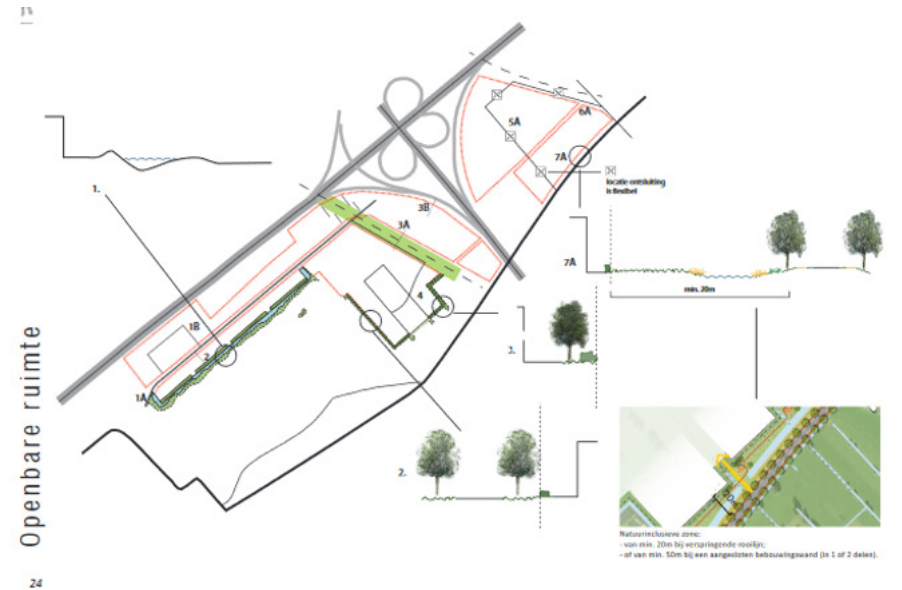 Openbare ruimte
24
1.
1B
1A
2
3B
3A
4
5A
6A
7A
locatie ontsluiting
is flexibel
7A
min. 20m
3.
2.
20m
Natuurinclusieve zone:
- van min. 20m bij verspringende rooilijn;
- of van min. 50m bij een aangesloten bebouwingswand (in 1 of 2 delen).